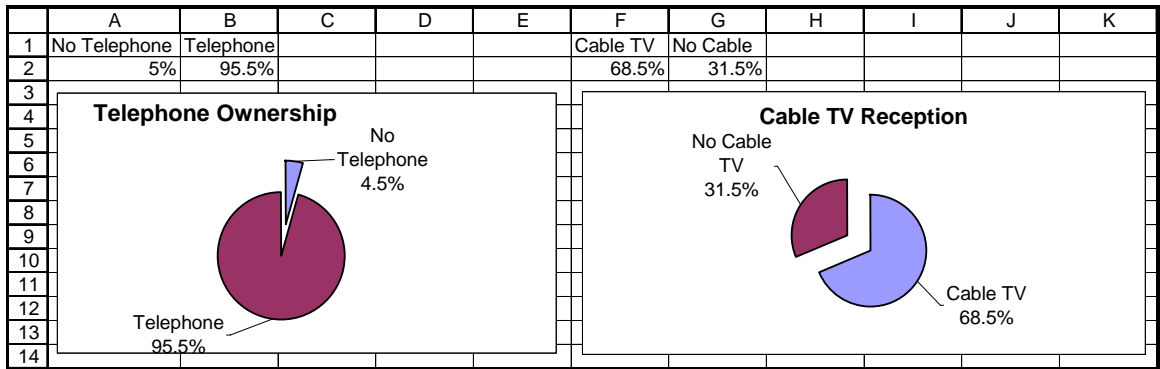 A B C D E F G H I J K
1 No Telephone Telephone Cable TV No Cable
2 5% 95.5% 68.5% 31.5%
3
4
5
6
7
8
9
10
11
12
13
14
Telephone Ownership
No
Telephone
4.5%
Telephone
95.5%
Cable TV Reception
No Cable
TV
31.5%
Cable TV
68.5%